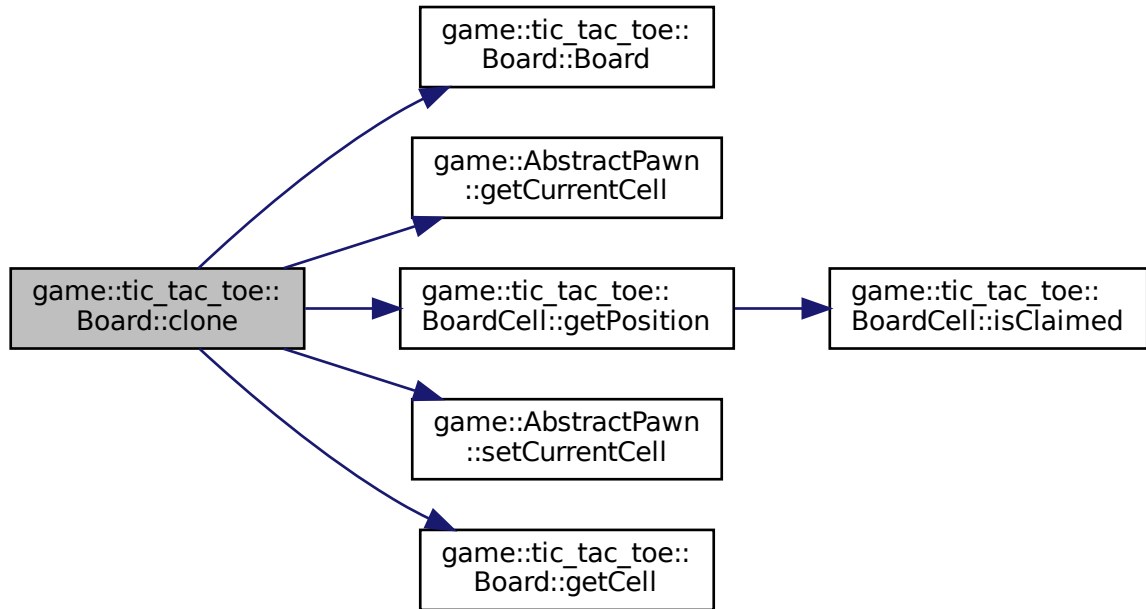 game::tic_tac_toe::
Board::clone
game::tic_tac_toe::
Board::Board
game::AbstractPawn
::getCurrentCell
game::tic_tac_toe::
BoardCell::getPosition
game::tic_tac_toe::
BoardCell::isClaimed
game::AbstractPawn
::setCurrentCell
game::tic_tac_toe::
Board::getCell